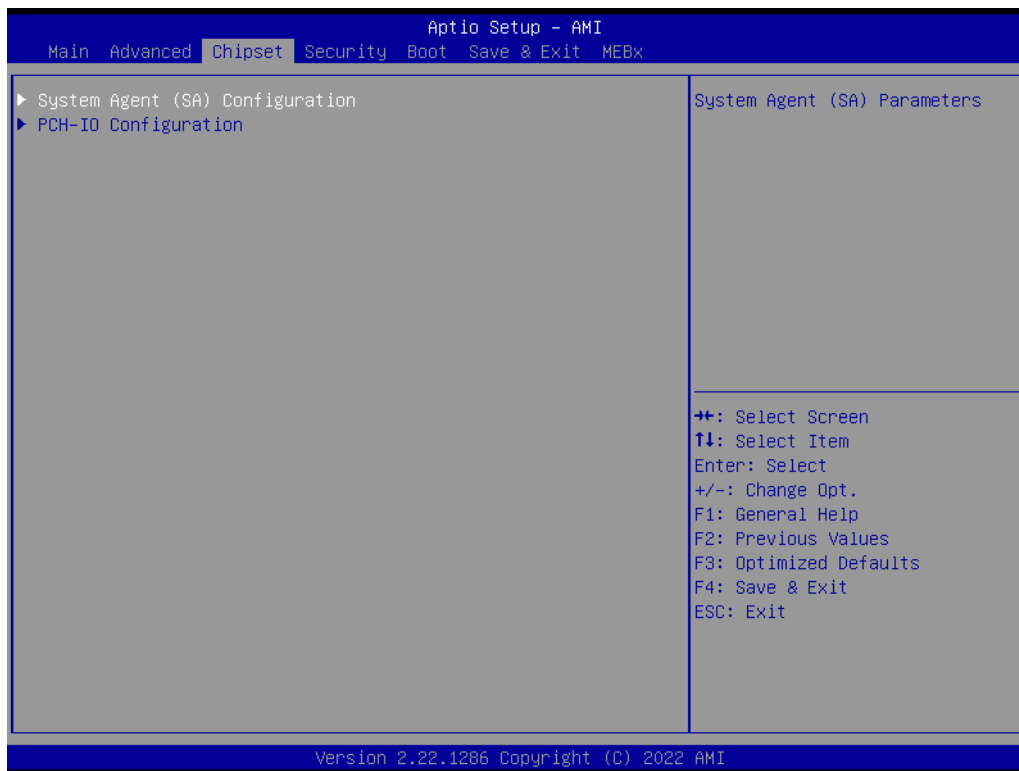 Aptio Setup – AMI
Main Advanced Chipset Security Boot Save & Exit MEBx
▶ System Agent (SA) Configuration
▶ PCH-IO Configuration
System Agent (SA) Parameters
→←: Select Screen
↑↓: Select Item
Enter: Select
+/-: Change Opt.
F1: General Help
F2: Previous Values
F3: Optimized Defaults
F4: Save & Exit
ESC: Exit
Version 2.22.1286 Copyright (C) 2022 AMI